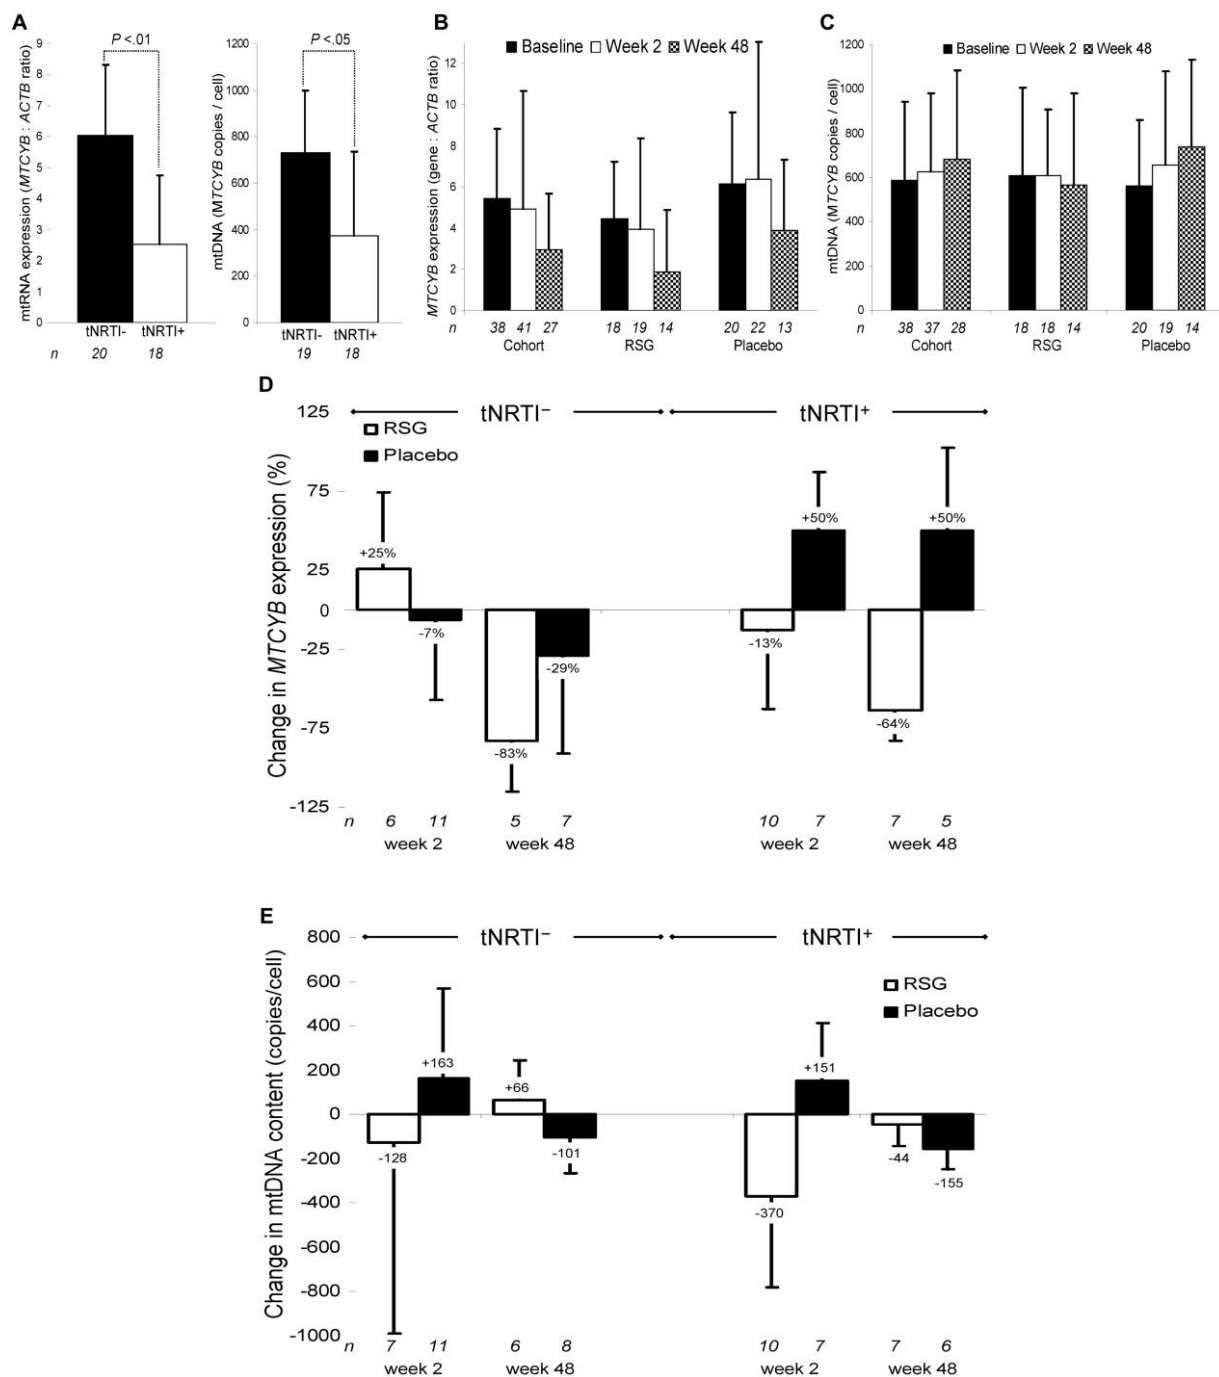 A
mtRNA expression (MTCYB : ACTB ratio)
9
8
7
6
5
4
3
2
1
0
P <.01
tNRTI- tNRTI+
n 20 18
mtDNA (MTCYB copies / cell)
1200
1000
800
600
400
200
0
P <.05
tNRTI- tNRTI+
19 18
B
MTCYB expression (gene : ACTB ratio)
Baseline Week 2 Week 48
12
10
8
6
4
2
0
n 38 41 27 18 19 14 20 22 13
Cohort RSG Placebo
C
mtDNA (MTCYB copies / cell)
1200
1000
800
600
400
200
0
Baseline Week 2 Week 48
n 38 37 28 18 18 14 20 19 14
Cohort RSG Placebo
D
Change in MTCYB expression (%)
125
75
25
0
-25
-75
-125
tNRTI− tNRTI+
RSG
Placebo
+25%
-7%
-83%
-29%
-13%
+50%
-64%
+50%
n 6 11 5 7 10 7 7 5
week 2 week 48 week 2 week 48
E
Change in mtDNA content (copies/cell)
800
600
400
200
0
-200
-400
-600
-800
-1000
tNRTI− tNRTI+
RSG
Placebo
-128
+163
+66
-101
-370
+151
-44
-155
n 7 11 6 8 10 7 7 6
week 2 week 48 week 2 week 48